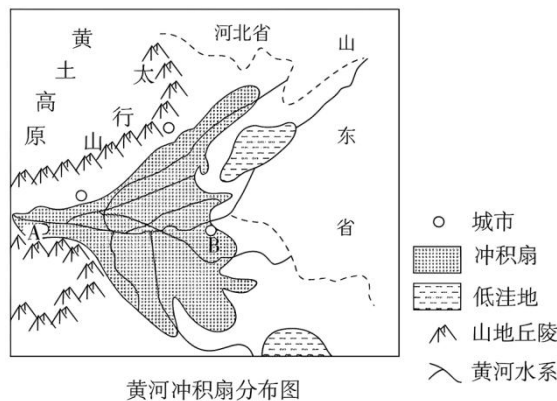 黄土高原
太行山
河北省
山东省
A
B
城市
冲积扇
低洼地
山地丘陵
黄河水系
黄河冲积扇分布图